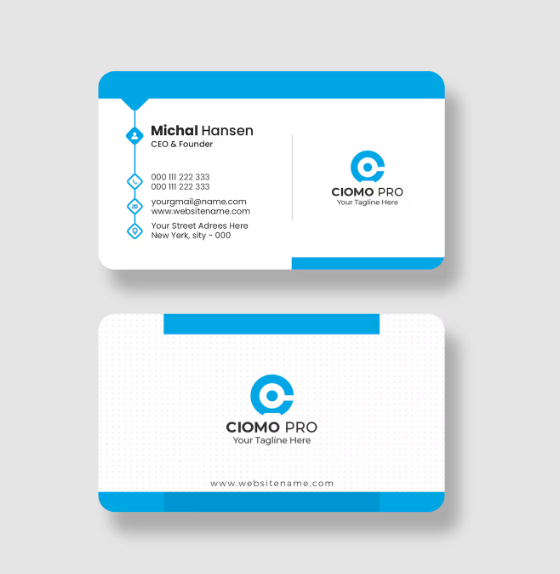 Michal Hansen
CEO & Founder
000 111 222 333
000 111 222 333
yourgmail@name.com
www.websitename.com
Your Street Adrees Here
New Yerk, sity - 000
CIOMO PRO
Your Tagline Here
CIOMO PRO
Your Tagline Here
www.websitename.com